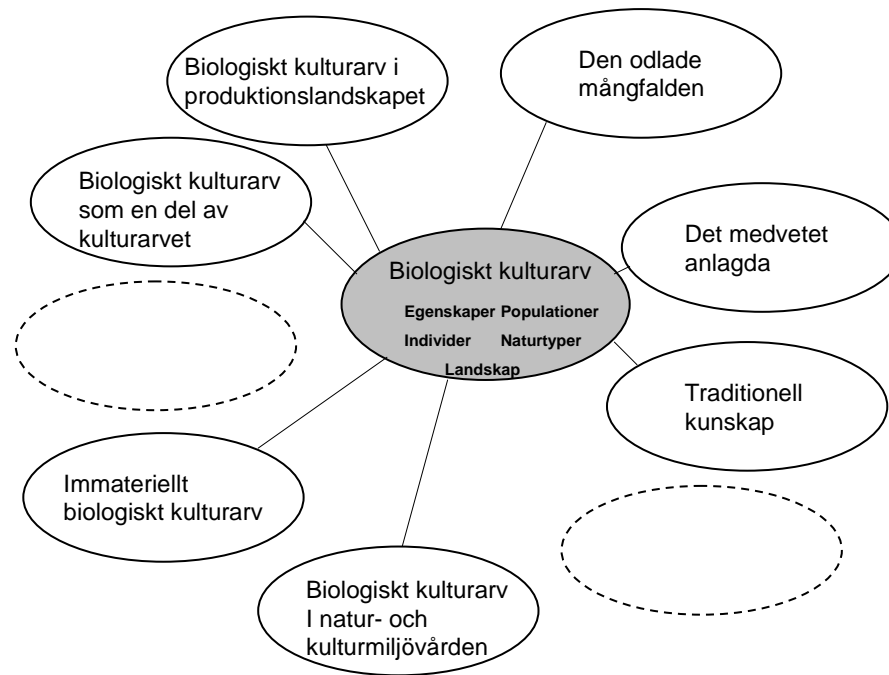 Biologiskt kulturarv i
produktionslandskapet
Den odlade
mångfalden
Biologiskt kulturarv
som en del av
kulturarvet
Det medvetet
anlagda
Biologiskt kulturarv
Egenskaper Populationer
Individer Naturtyper
Landskap
Traditionell
kunskap
Immateriellt
biologiskt kulturarv
Biologiskt kulturarv
I natur- och
kulturmiljövården